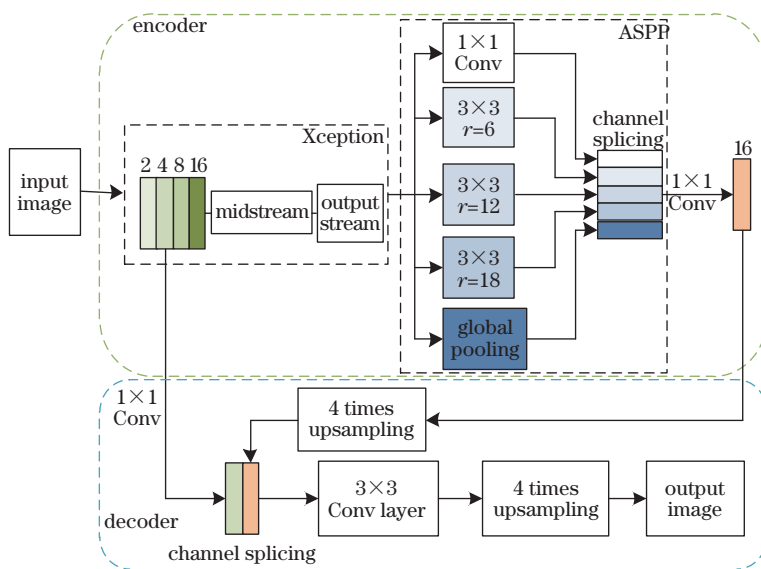 encoder
ASPP
1×1
Conv
3×3
r=6
channel
splicing
Xception
2 4 8 16
16
input
image
midstream
output
stream
3×3
r=12
1×1
Conv
3×3
r=18
global
pooling
1×1
Conv
4 times
upsampling
3×3
Conv layer
4 times
upsampling
output
image
decoder
channel splicing